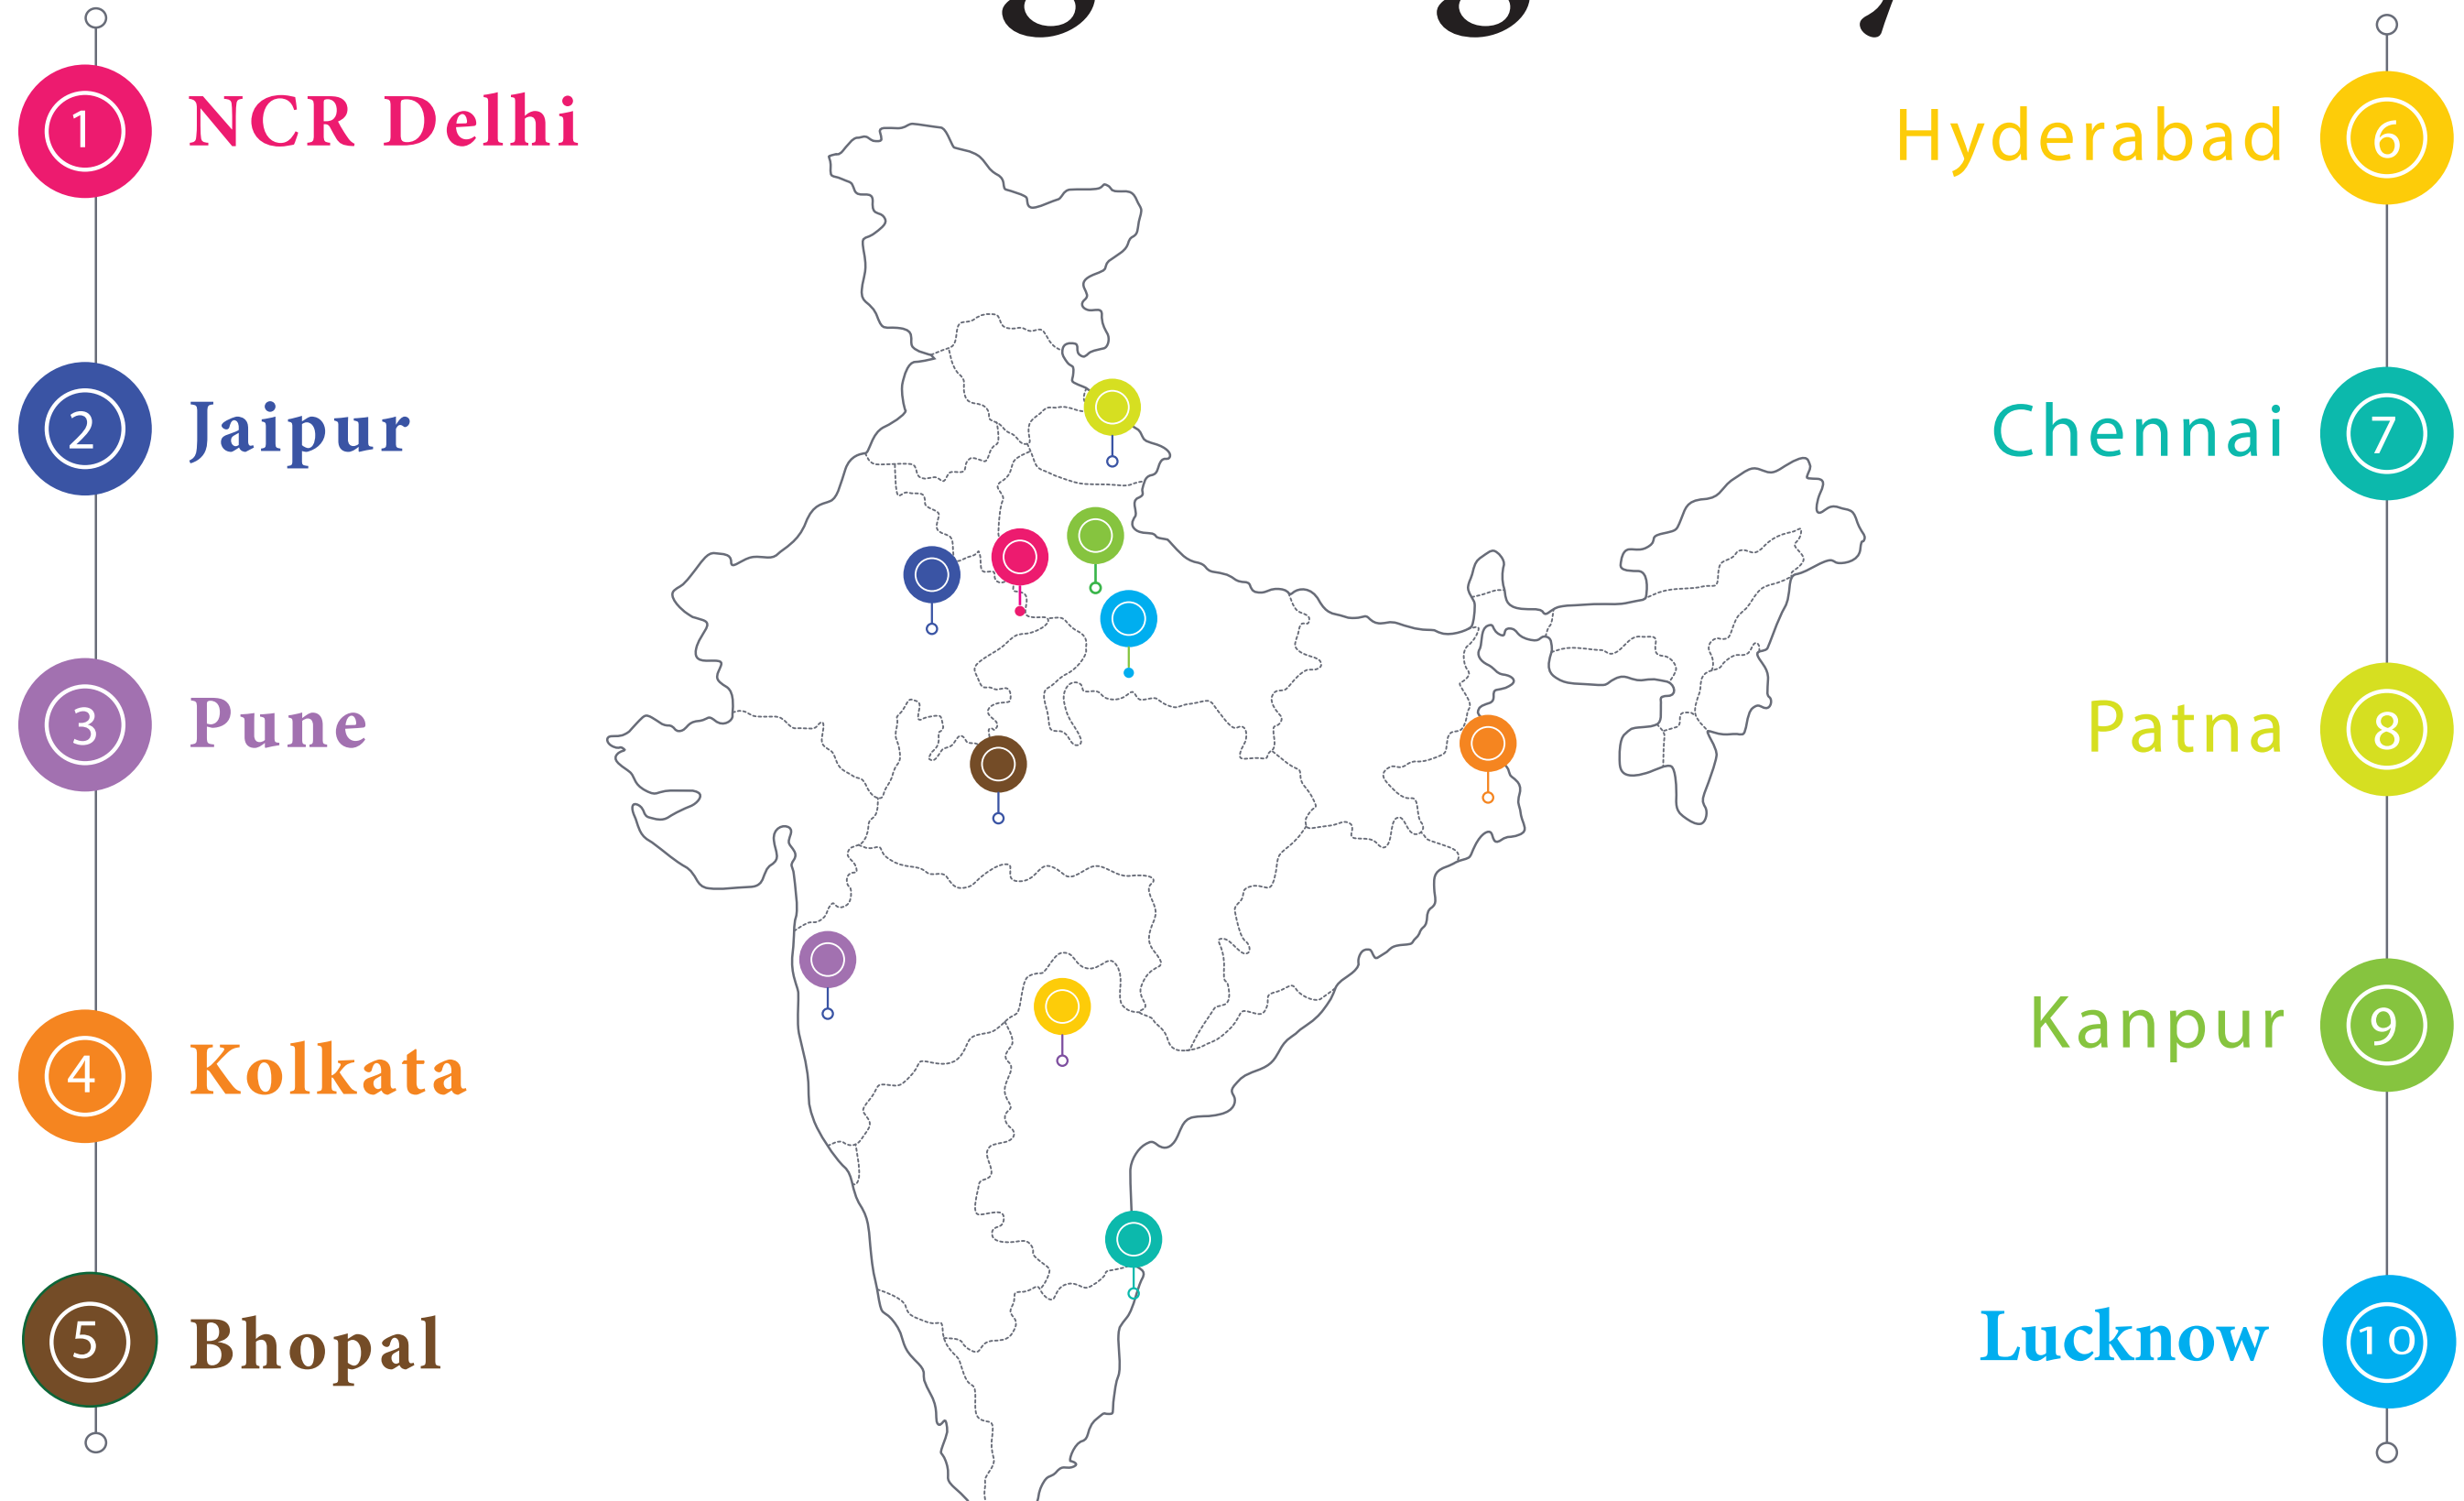 1 NCR Delhi
2 Jaipur
3 Pune
4 Kolkata
5 Bhopal
Hyderabad 6
Chennai 7
Patna 8
Kanpur 9
Lucknow 10